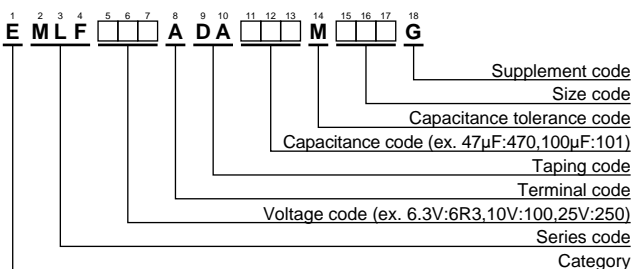 1 2 3 4 5 6 7 8 9 10 11 12 13 14 15 16 17 18
E M L F □□□ A D A □□□ M □□□ G
Supplement code
Size code
Capacitance tolerance code
Capacitance code (ex. 47µF:470,100µF:101)
Taping code
Terminal code
Voltage code (ex. 6.3V:6R3,10V:100,25V:250)
Series code
Category